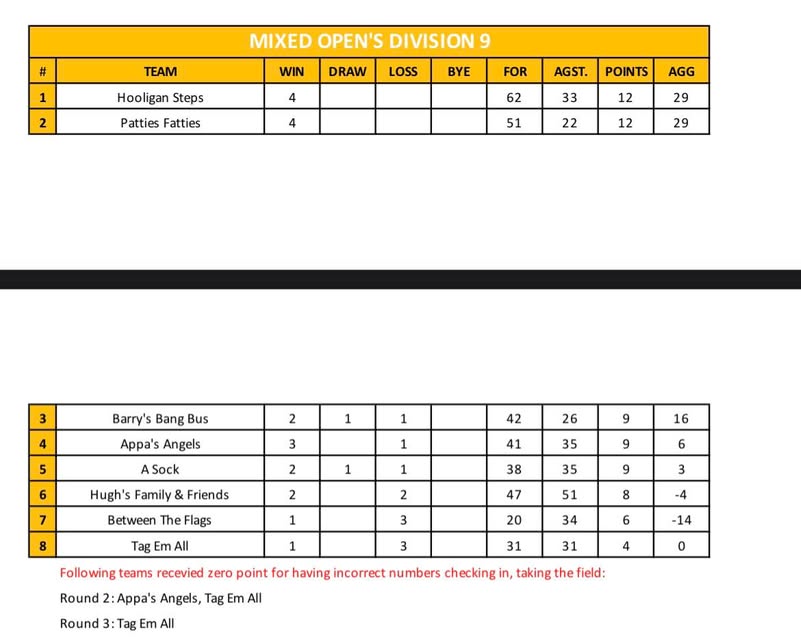 MIXED OPEN'S DIVISION 9
# TEAM WIN DRAW LOSS BYE FOR AGST. POINTS AGG
1 Hooligan Steps 4 62 33 12 29
2 Patties Fatties 4 51 22 12 29
3 Barry's Bang Bus 2 1 1 42 26 9 16
4 Appa's Angels 3 1 41 35 9 6
5 A Sock 2 1 1 38 35 9 3
6 Hugh's Family & Friends 2 2 47 51 8 -4
7 Between The Flags 1 3 20 34 6 -14
8 Tag Em All 1 3 31 31 4 0
Following teams recevied zero point for having incorrect numbers checking in, taking the field:
Round 2: Appa's Angels, Tag Em All
Round 3: Tag Em All